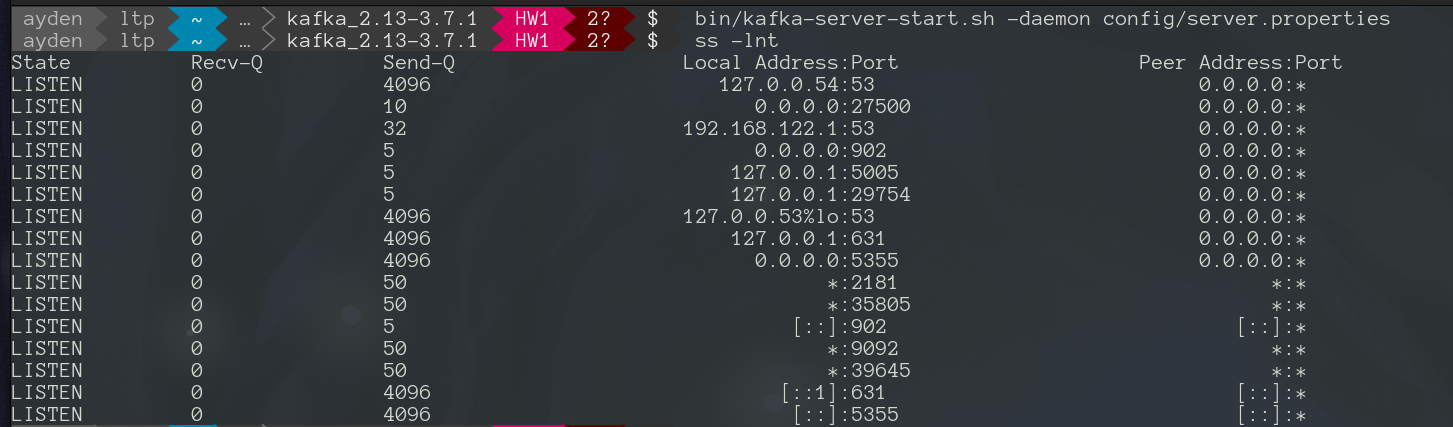 ayden ltp ~ … kafka_2.13-3.7.1 HW1 2? $ bin/kafka-server-start.sh -daemon config/server.properties
ayden ltp ~ … kafka_2.13-3.7.1 HW1 2? $ ss -lnt
State Recv-Q Send-Q Local Address:Port Peer Address:Port
LISTEN 0 4096 127.0.0.54:53 0.0.0.0:*
LISTEN 0 10 0.0.0.0:27500 0.0.0.0:*
LISTEN 0 32 192.168.122.1:53 0.0.0.0:*
LISTEN 0 5 0.0.0.0:902 0.0.0.0:*
LISTEN 0 5 127.0.0.1:5005 0.0.0.0:*
LISTEN 0 5 127.0.0.1:29754 0.0.0.0:*
LISTEN 0 4096 127.0.0.53%lo:53 0.0.0.0:*
LISTEN 0 4096 127.0.0.1:631 0.0.0.0:*
LISTEN 0 4096 0.0.0.0:5355 0.0.0.0:*
LISTEN 0 50 *:2181 *:*
LISTEN 0 50 *:35805 *:*
LISTEN 0 5 [::]:902 [::]:*
LISTEN 0 50 *:9092 *:*
LISTEN 0 50 *:39645 *:*
LISTEN 0 4096 [::1]:631 [::]:*
LISTEN 0 4096 [::]:5355 [::]:*